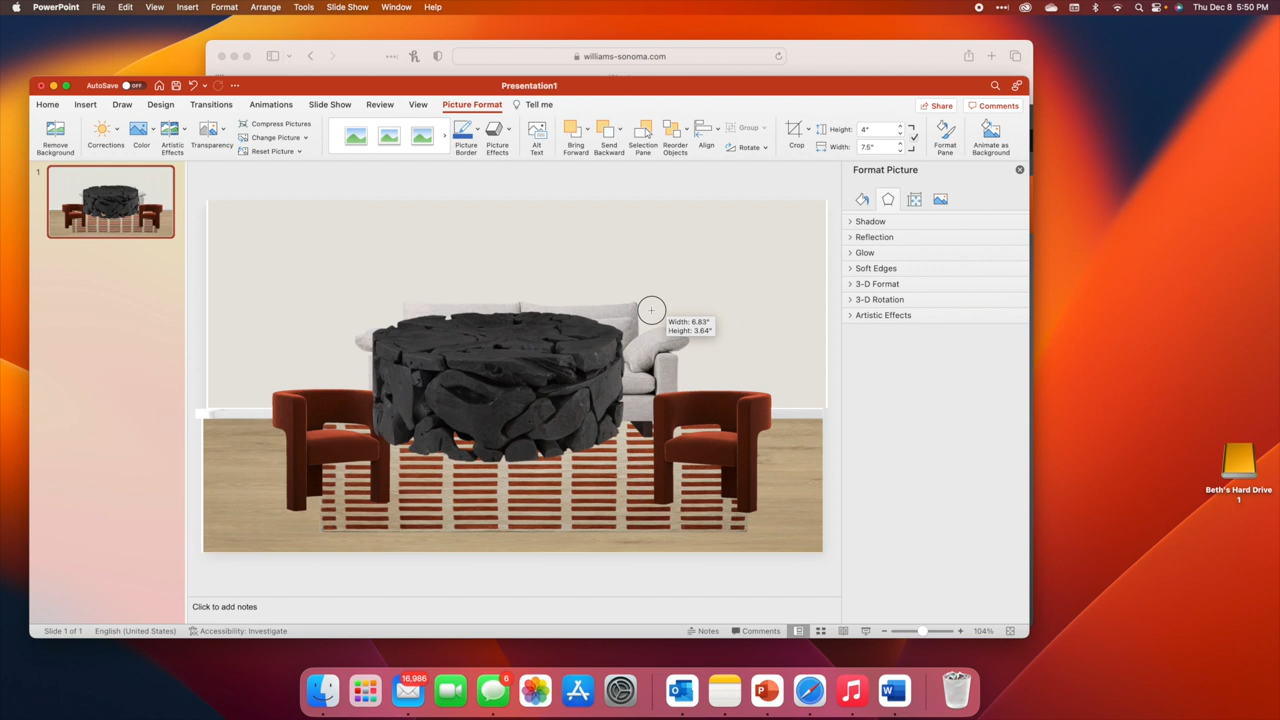 PowerPoint File Edit View Insert Format Arrange Tools Slide Show Window Help Thu Dec 8 5:50 PM
williams-sonoma.com
AutoSave OFF Presentation1
Home Insert Draw Design Transitions Animations Slide Show Review View Picture Format Tell me Share Comments
Remove Background
Corrections
Color
Artistic Effects
Transparency
Compress Pictures
Change Picture
Reset Picture
Picture Border
Picture Effects
Alt Text
Bring Forward
Send Backward
Selection Pane
Reorder Objects
Align
Group
Rotate
Crop
Height: 4"
Width: 7.5"
Format Pane
Animate as Background
1
Format Picture
Shadow
Reflection
Glow
Soft Edges
3-D Format
3-D Rotation
Artistic Effects
Width: 6.83"
Height: 3.64"
Beth's Hard Drive
1
Click to add notes
Slide 1 of 1 English (United States) Accessibility: Investigate Notes Comments 104%
16,986
6